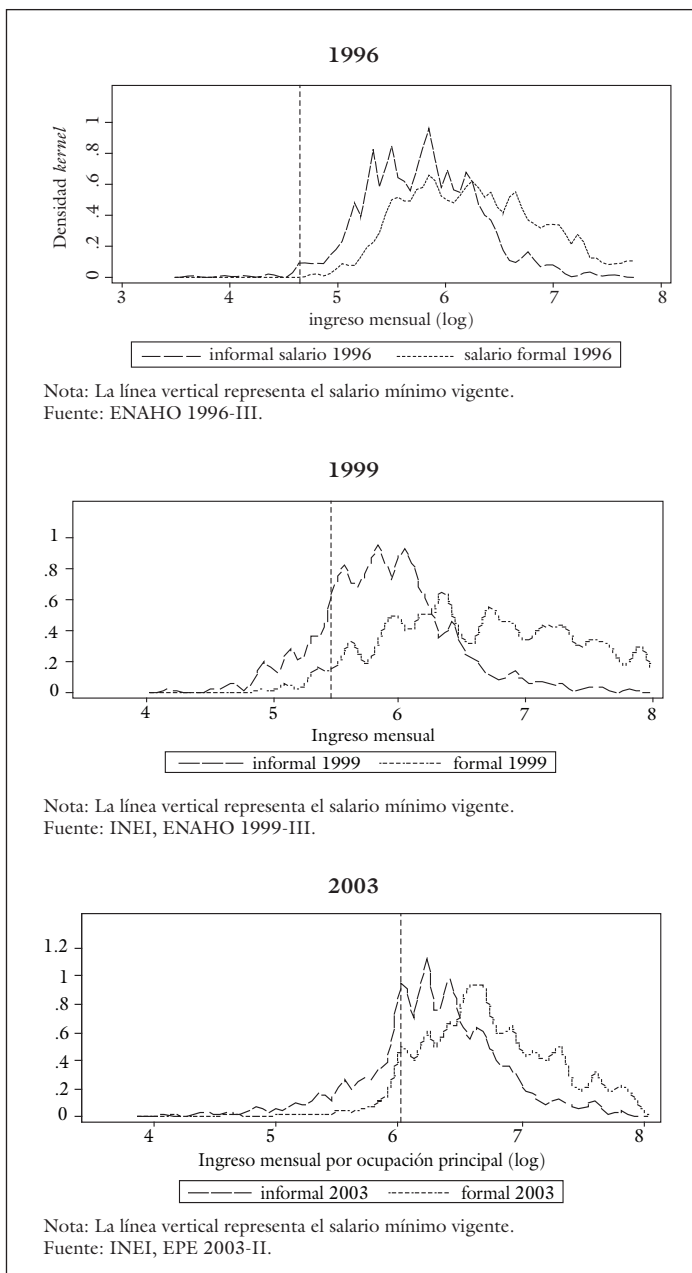 1996
Densidad kernel
1
.8
.6
.4
.2
0
3 4 5 6 7 8
ingreso mensual (log)
informal salario 1996 salario formal 1996
Nota: La línea vertical representa el salario mínimo vigente.
Fuente: ENAHO 1996-III.
1999
1
.8
.6
.4
.2
0
4 5 6 7 8
Ingreso mensual
informal 1999 formal 1999
Nota: La línea vertical representa el salario mínimo vigente.
Fuente: INEI, ENAHO 1999-III.
2003
1.2
1
.8
.6
.4
.2
0
4 5 6 7 8
Ingreso mensual por ocupación principal (log)
informal 2003 formal 2003
Nota: La línea vertical representa el salario mínimo vigente.
Fuente: INEI, EPE 2003-II.